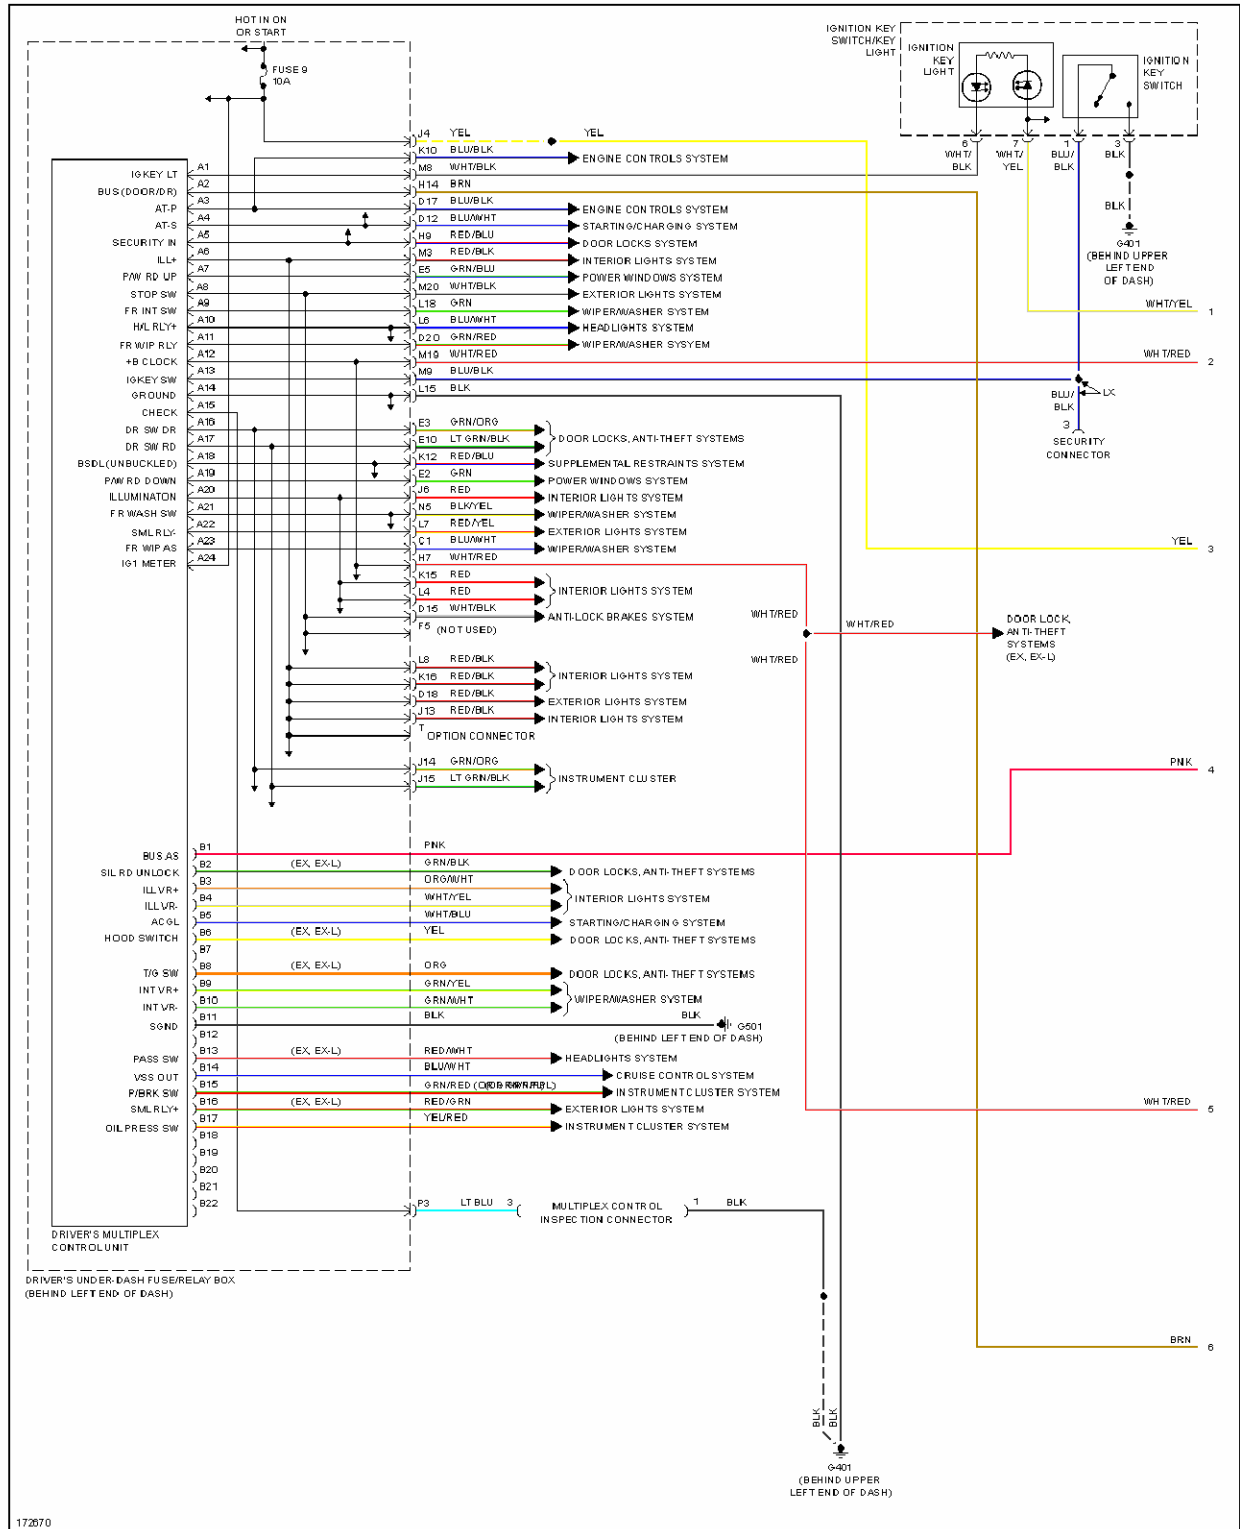 HOT IN ON
OR START
FUSE 9
10A
IGNITION KEY
SWITCH/KEY
LIGHT
IGNITION
KEY
LIGHT
IGNITION
KEY
SWITCH
6
7
1
3
WHT/
BLK
WHT/
YEL
BLU/
BLK
BLK
BLK
G401
(BEHIND UPPER
LEFT END
OF DASH)
J4 YEL YEL
K10 BLU/BLK ENGINE CONTROLS SYSTEM
IGKEY LT A1 M8 WHT/BLK
BUS (DOOR/DR) A2 H14 BRN
AT-P A3 D17 BLU/BLK ENGINE CONTROLS SYSTEM
AT-S A4 D12 BLU/WHT STARTING/CHARGING SYSTEM
SECURITY IN A5 H9 RED/BLU DOOR LOCKS SYSTEM
ILL+ A6 M3 RED/BLK INTERIOR LIGHTS SYSTEM
P/W RD UP A7 E5 GRN/BLU POWER WINDOWS SYSTEM
STOP SW A8 M20 WHT/BLK EXTERIOR LIGHTS SYSTEM
FR INT SW A9 L18 GRN WIPER/WASHER SYSTEM
WHT/YEL 1
H/L RLY+ A10 L6 BLU/WHT HEADLIGHTS SYSTEM
FR WIP RLY A11 D20 GRN/RED WIPER/WASHER SYSYEM
+B CLOCK A12 M19 WHT/RED WHT/RED 2
IGKEY SW A13 M9 BLU/BLK
GROUND A14 L15 BLK
BLU/
BLK
LX
3
SECURITY
CONNECTOR
CHECK A15
DR SW DR A16 E3 GRN/ORG
DR SW RD A17 E10 LT GRN/BLK
DOOR LOCKS, ANTI-THEFT SYSTEMS
BSDL(UNBUCKLED) A18 K12 RED/BLU SUPPLEMENTAL RESTRAINTS SYSTEM
P/W RD DOWN A19 E2 GRN POWER WINDOWS SYSTEM
ILLUMINATON A20 J6 RED INTERIOR LIGHTS SYSTEM
FR WASH SW A21 N5 BLK/YEL WIPER/WASHER SYSTEM
SML RLY- A22 L7 RED/YEL EXTERIOR LIGHTS SYSTEM
FR WIP AS A23 C1 BLU/WHT WIPER/WASHER SYSTEM
YEL 3
IG1 METER A24 H7 WHT/RED
K15 RED
L4 RED
INTERIOR LIGHTS SYSTEM
D15 WHT/BLK ANTI-LOCK BRAKES SYSTEM
F5 (NOT USED)
WHT/RED
WHT/RED
WHT/RED
DOOR LOCK,
ANTI-THEFT
SYSTEMS
(EX, EX-L)
L8 RED/BLK
K16 RED/BLK
INTERIOR LIGHTS SYSTEM
D18 RED/BLK EXTERIOR LIGHTS SYSTEM
J13 RED/BLK INTERIOR LIGHTS SYSTEM
T OPTION CONNECTOR
J14 GRN/ORG
J15 LT GRN/BLK
INSTRUMENT CLUSTER
PNK 4
BUS AS B1 PNK
SIL RD UNLOCK B2 (EX, EX-L) GRN/BLK DOOR LOCKS, ANTI-THEFT SYSTEMS
ILL VR+ B3 ORG/WHT
ILL VR- B4 WHT/YEL
INTERIOR LIGHTS SYSTEM
ACGL B5 WHT/BLU STARTING/CHARGING SYSTEM
HOOD SWITCH B6 (EX, EX-L) YEL DOOR LOCKS, ANTI-THEFT SYSTEMS
B7
T/G SW B8 (EX, EX-L) ORG DOOR LOCKS, ANTI-THEFT SYSTEMS
INT VR+ B9 GRN/YEL
INT VR- B10 GRN/WHT
WIPER/WASHER SYSTEM
SGND B11 BLK BLK G501
(BEHIND LEFT END OF DASH)
B12
PASS SW B13 (EX, EX-L) RED/WHT HEADLIGHTS SYSTEM
VSS OUT B14 BLU/WHT CRUISE CONTROL SYSTEM
P/BRK SW B15 GRN/RED INSTRUMENT CLUSTER SYSTEM
SML RLY+ B16 (EX, EX-L) RED/GRN EXTERIOR LIGHTS SYSTEM
WHT/RED 5
OIL PRESS SW B17 YEL/RED INSTRUMENT CLUSTER SYSTEM
B18
B19
B20
B21
B22
P3 LT BLU 3 MULTIPLEX CONTROL
INSPECTION CONNECTOR
1 BLK
DRIVER'S MULTIPLEX
CONTROL UNIT
DRIVER'S UNDER-DASH FUSE/RELAY BOX
(BEHIND LEFT END OF DASH)
BRN 6
BLK
BLK
G401
(BEHIND UPPER
LEFT END OF DASH)
172670